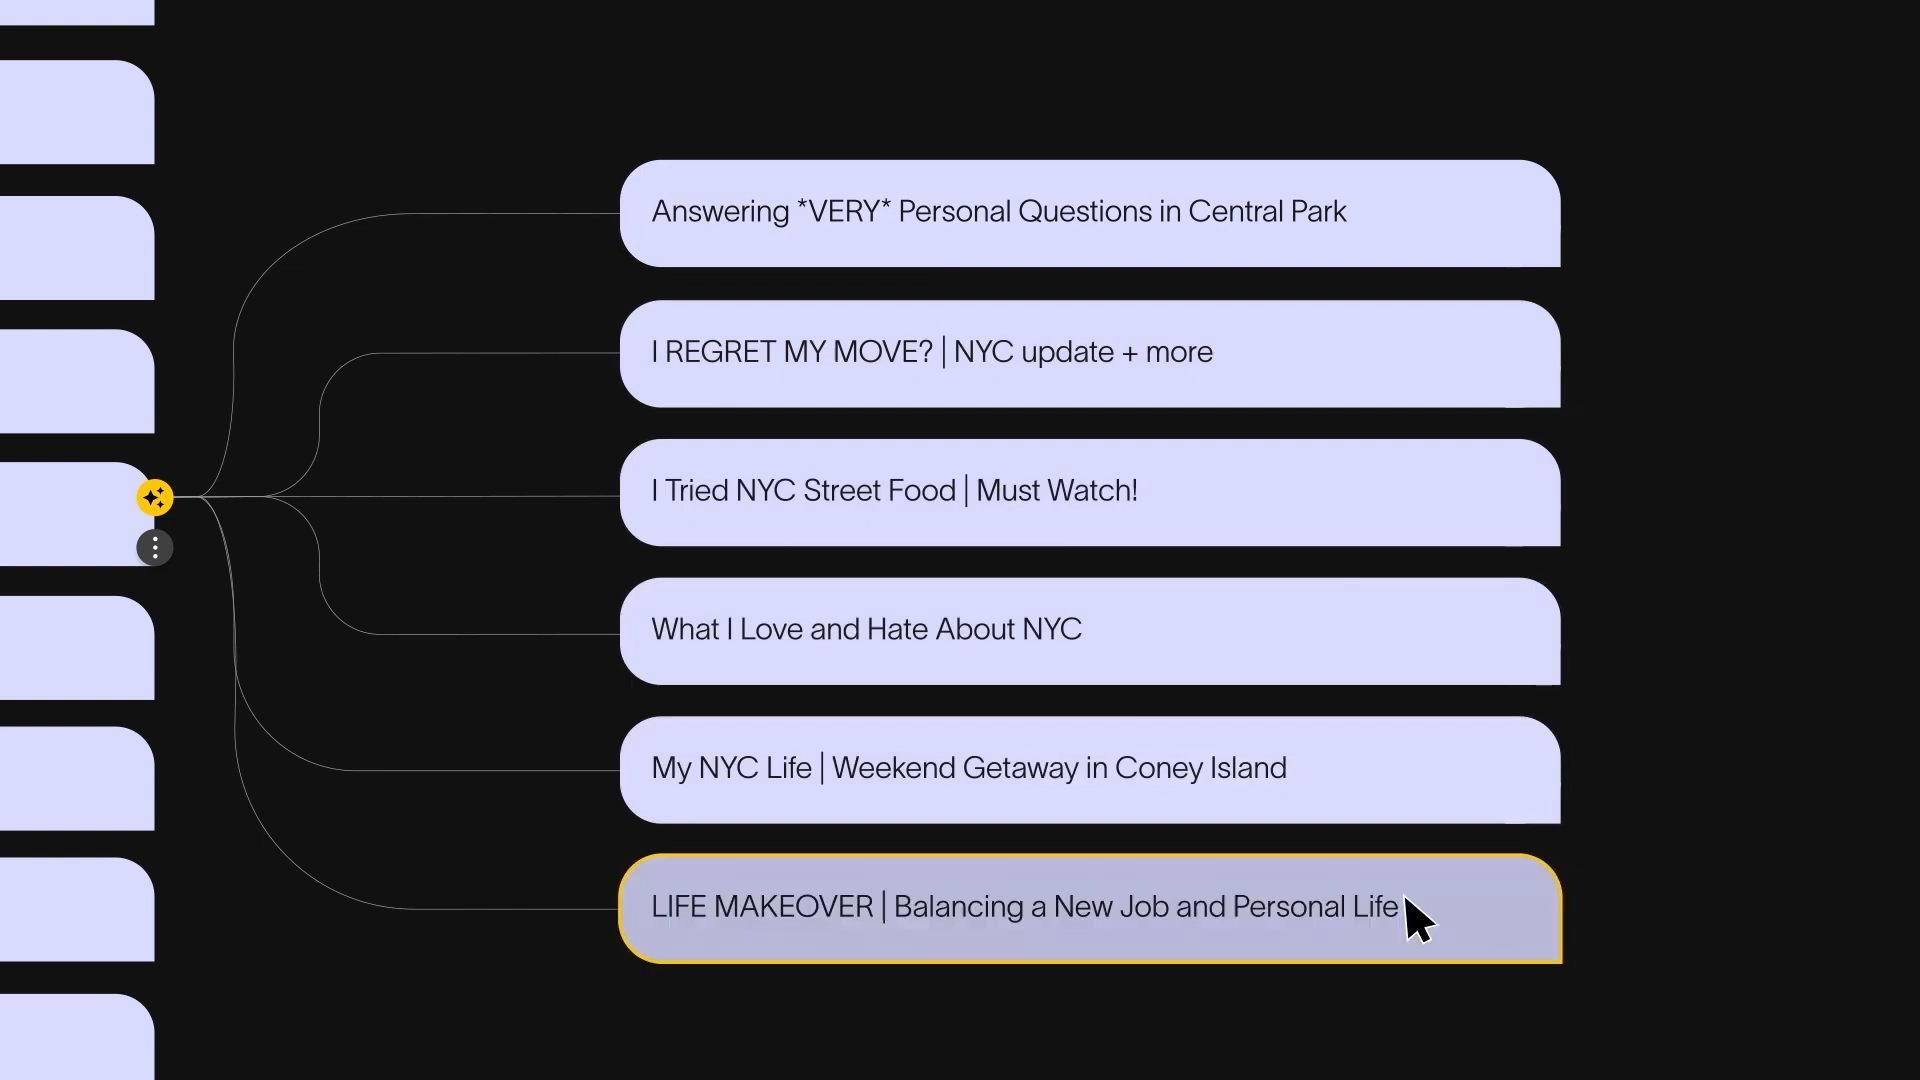 Answering *VERY* Personal Questions in Central Park
I REGRET MY MOVE? | NYC update + more
I Tried NYC Street Food | Must Watch!
What I Love and Hate About NYC
My NYC Life | Weekend Getaway in Coney Island
LIFE MAKEOVER | Balancing a New Job and Personal Life